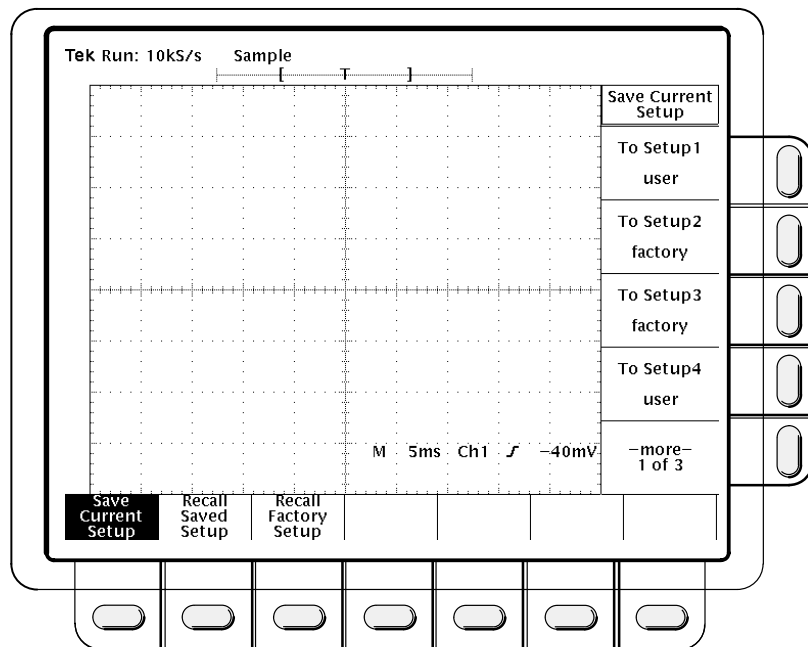 Tek Run: 10kS/s Sample
[ T ]
Save Current
Setup
To Setup1
user
To Setup2
factory
To Setup3
factory
To Setup4
user
–more–
1 of 3
M 5ms Ch1 –40mV
Save
Current
Setup
Recall
Saved
Setup
Recall
Factory
Setup